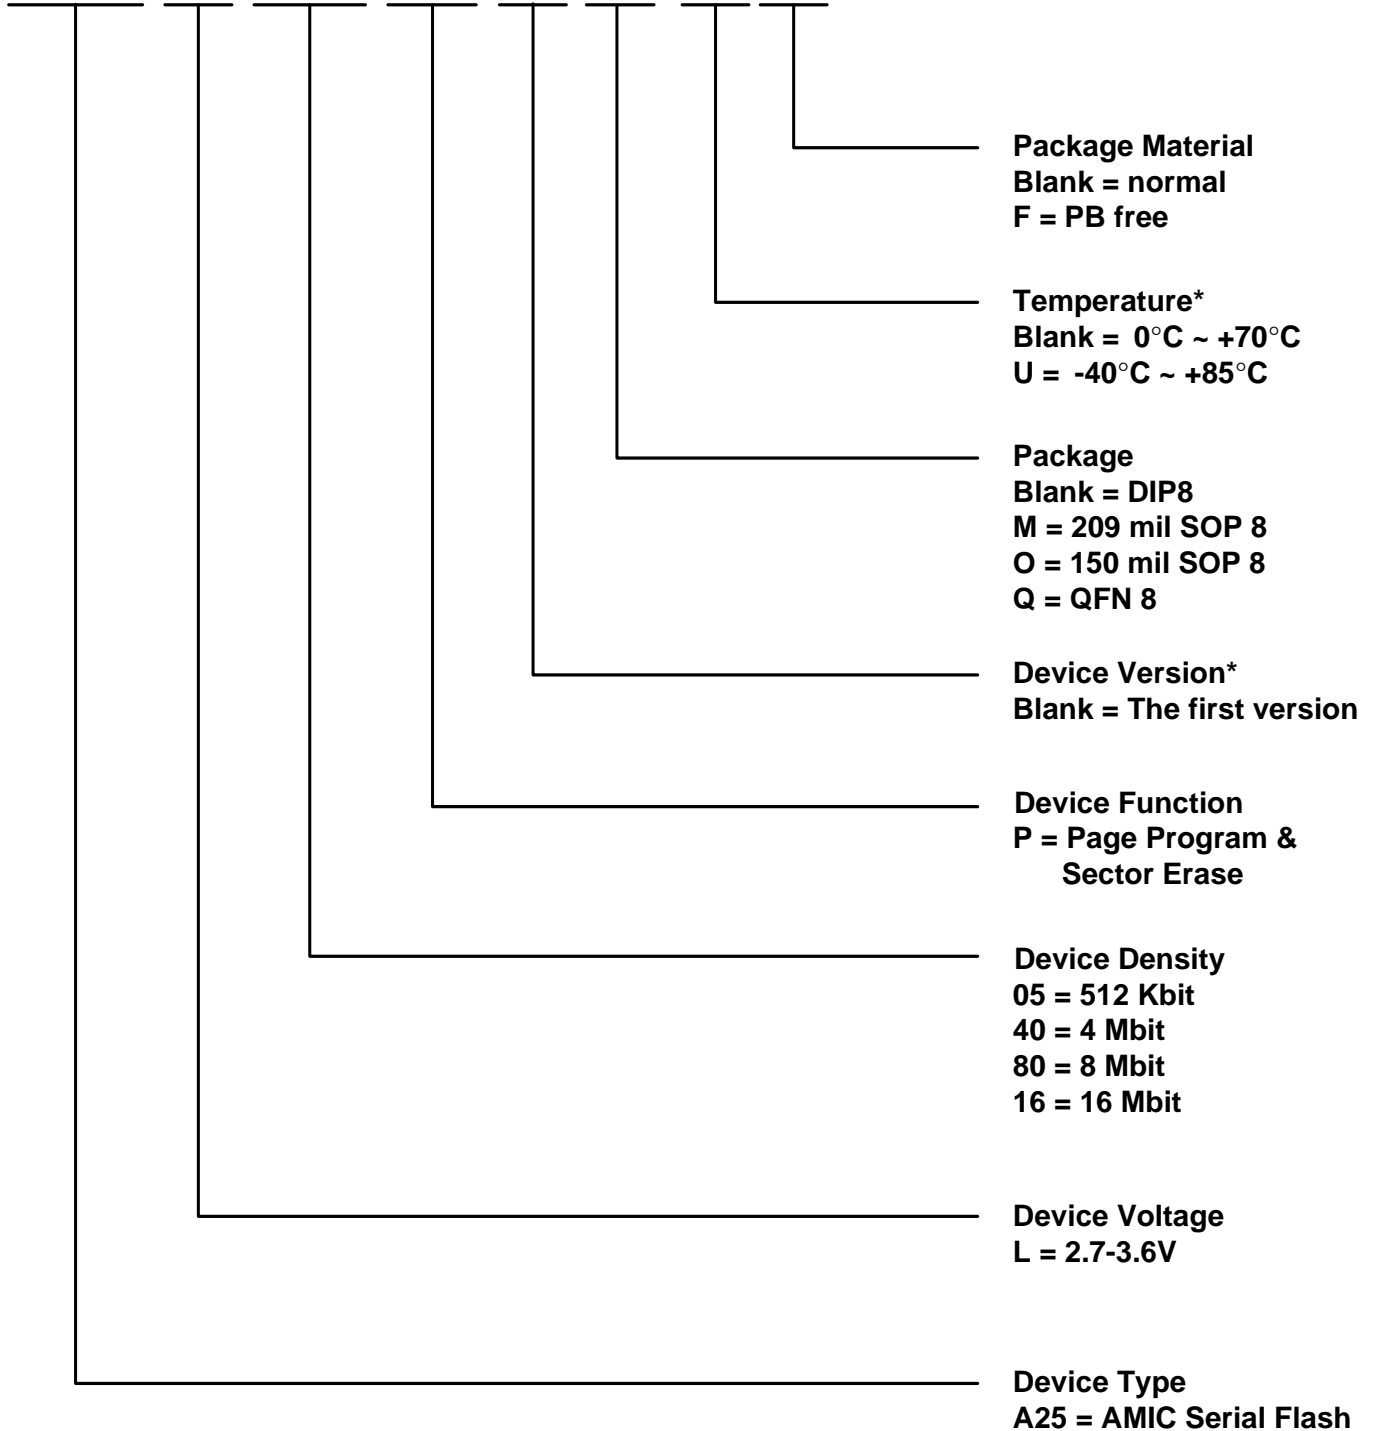 Package Material
Blank = normal
F = PB free
Temperature*
Blank = 0°C ~ +70°C
U = -40°C ~ +85°C
Package
Blank = DIP8
M = 209 mil SOP 8
O = 150 mil SOP 8
Q = QFN 8
Device Version*
Blank = The first version
Device Function
P = Page Program &
Sector Erase
Device Density
05 = 512 Kbit
40 = 4 Mbit
80 = 8 Mbit
16 = 16 Mbit
Device Voltage
L = 2.7-3.6V
Device Type
A25 = AMIC Serial Flash